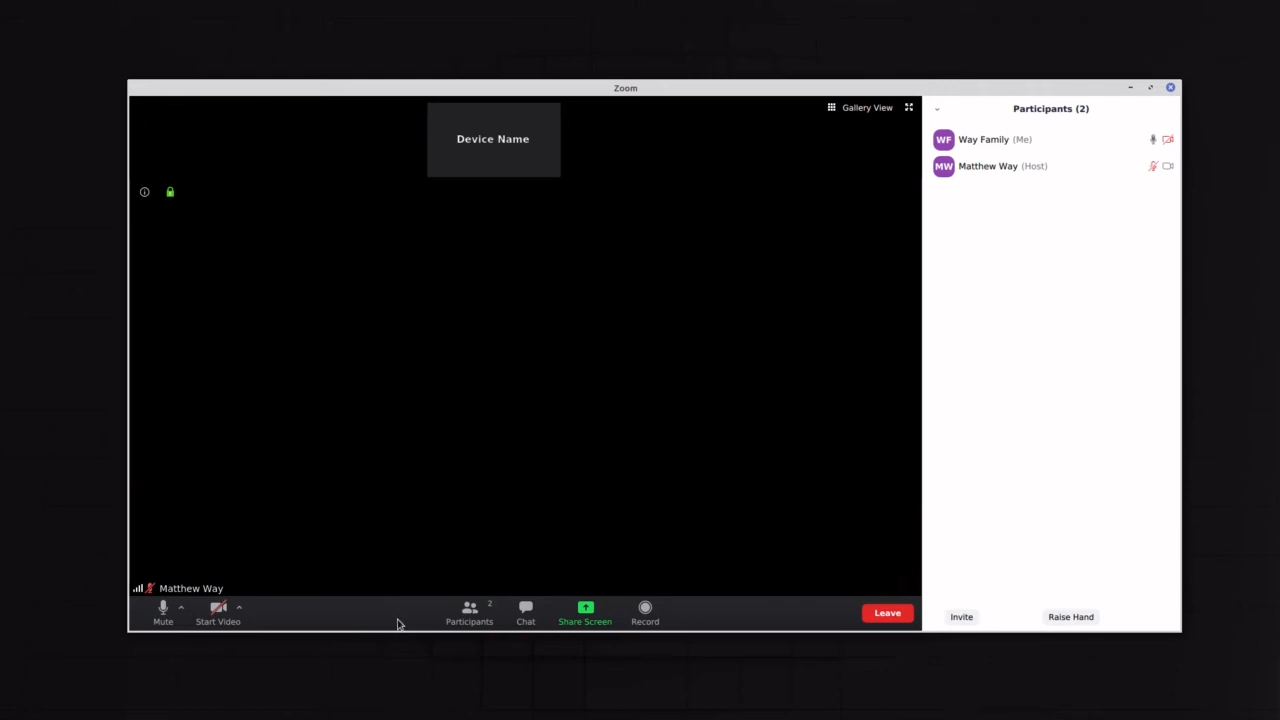 Zoom
Device Name
Gallery View
Participants (2)
WF Way Family (Me)
MW Matthew Way (Host)
Matthew Way
Mute
Start Video
2
Participants
Chat
Share Screen
Record
Leave
Invite
Raise Hand